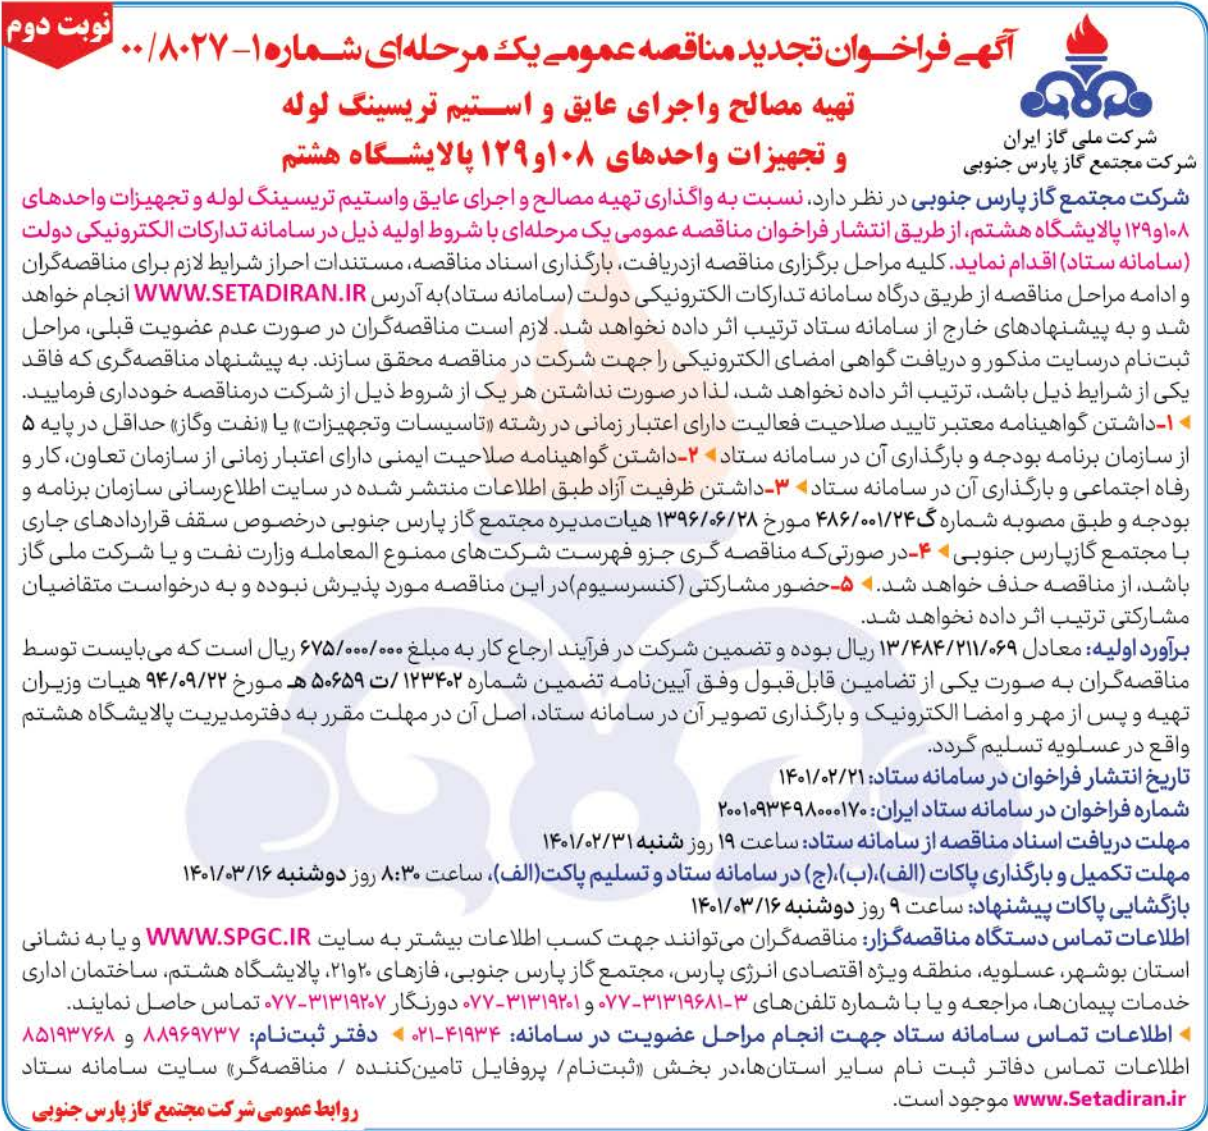 نوبت دوم
آگهی فراخوان تجدید مناقصه عمومی یک مرحله‌ای شماره ۱-۰۰/۸۰۲۷
تهیه مصالح واجرای عایق و استیم تریسینگ لوله
و تجهیزات واحدهای ۱۰۸و۱۲۹ پالایشگاه هشتم
شرکت ملی گاز ایران
شرکت مجتمع گاز پارس جنوبی
شرکت مجتمع گاز پارس جنوبی در نظر دارد، نسبت به واگذاری تهیه مصالح و اجرای عایق واستیم تریسینگ لوله و تجهیزات واحدهای
۱۰۸و۱۲۹ پالایشگاه هشتم، از طریق انتشار فراخوان مناقصه عمومی یک مرحله‌ای با شروط اولیه ذیل در سامانه تدارکات الکترونیکی دولت
(سامانه ستاد) اقدام نماید. کلیه مراحل برگزاری مناقصه ازدریافت، بارگذاری اسناد مناقصه، مستندات احراز شرایط لازم برای مناقصه‌گران
و ادامه مراحل مناقصه از طریق درگاه سامانه تدارکات الکترونیکی دولت (سامانه ستاد)به آدرس WWW.SETADIRAN.IR انجام خواهد
شد و به پیشنهادهای خارج از سامانه ستاد ترتیب اثر داده نخواهد شد. لازم است مناقصه‌گران در صورت عدم عضویت قبلی، مراحل
ثبت‌نام درسایت مذکور و دریافت گواهی امضای الکترونیکی را جهت شرکت در مناقصه محقق سازند. به پیشنهاد مناقصه‌گری که فاقد
یکی از شرایط ذیل باشد، ترتیب اثر داده نخواهد شد، لذا در صورت نداشتن هر یک از شروط ذیل از شرکت درمناقصه خودداری فرمایید.
۱-داشتن گواهینامه معتبر تایید صلاحیت فعالیت دارای اعتبار زمانی در رشته «تاسیسات وتجهیزات» یا «نفت وگاز» حداقل در پایه ۵
از سازمان برنامه بودجه و بارگذاری آن در سامانه ستاد ۲-داشتن گواهینامه صلاحیت ایمنی دارای اعتبار زمانی از سازمان تعاون، کار و
رفاه اجتماعی و بارگذاری آن در سامانه ستاد ۳-داشتن ظرفیت آزاد طبق اطلاعات منتشر شده در سایت اطلاع‌رسانی سازمان برنامه و
بودجه و طبق مصوبه شماره گ۴۸۶/۰۰۱/۲۴ مورخ ۱۳۹۶/۰۶/۲۸ هیات‌مدیره مجتمع گاز پارس جنوبی درخصوص سقف قراردادهای جاری
با مجتمع گازپارس جنوبی ۴-در صورتی‌که مناقصه گری جزو فهرست شرکت‌های ممنوع المعامله وزارت نفت و یا شرکت ملی گاز
باشد، از مناقصه حذف خواهد شد. ۵-حضور مشارکتی (کنسرسیوم)در این مناقصه مورد پذیرش نبوده و به درخواست متقاضیان
مشارکتی ترتیب اثر داده نخواهد شد.
برآورد اولیه: معادل ۱۳/۴۸۴/۲۱۱/۰۶۹ ریال بوده و تضمین شرکت در فرآیند ارجاع کار به مبلغ ۶۷۵/۰۰۰/۰۰۰ ریال است که می‌بایست توسط
مناقصه‌گران به صورت یکی از تضامین قابل‌قبول وفق آیین‌نامه تضمین شماره ۱۲۳۴۰۲ /ت ۵۰۶۵۹ هـ مورخ ۹۴/۰۹/۲۲ هیات وزیران
تهیه و پس از مهر و امضا الکترونیک و بارگذاری تصویر آن در سامانه ستاد، اصل آن در مهلت مقرر به دفترمدیریت پالایشگاه هشتم
واقع در عسلویه تسلیم گردد.
تاریخ انتشار فراخوان در سامانه ستاد: ۱۴۰۱/۰۲/۲۱
شماره فراخوان در سامانه ستاد ایران: ۲۰۰۱۰۹۳۴۹۸۰۰۰۱۷۰
مهلت دریافت اسناد مناقصه از سامانه ستاد: ساعت ۱۹ روز شنبه ۱۴۰۱/۰۲/۳۱
مهلت تکمیل و بارگذاری پاکات (الف)،(ب)،(ج) در سامانه ستاد و تسلیم پاکت(الف)، ساعت ۸:۳۰ روز دوشنبه ۱۴۰۱/۰۳/۱۶
بازگشایی پاکات پیشنهاد: ساعت ۹ روز دوشنبه ۱۴۰۱/۰۳/۱۶
اطلاعات تماس دستگاه مناقصه‌گزار: مناقصه‌گران می‌توانند جهت کسب اطلاعات بیشتر به سایت WWW.SPGC.IR و یا به نشانی
استان بوشهر، عسلویه، منطقه ویژه اقتصادی انرژی پارس، مجتمع گاز پارس جنوبی، فازهای ۲۰و۲۱، پالایشگاه هشتم، ساختمان اداری
خدمات پیمان‌ها، مراجعه و یا با شماره تلفن‌های ۳-۰۷۷-۳۱۳۱۹۶۸۱ و ۰۷۷-۳۱۳۱۹۲۰۱ دورنگار ۰۷۷-۳۱۳۱۹۲۰۷ تماس حاصل نمایند.
اطلاعات تماس سامانه ستاد جهت انجام مراحل عضویت در سامانه: ۰۲۱-۴۱۹۳۴ دفتر ثبت‌نام: ۸۸۹۶۹۷۳۷ و ۸۵۱۹۳۷۶۸
اطلاعات تماس دفاتر ثبت نام سایر استان‌ها،در بخش «ثبت‌نام/ پروفایل تامین‌کننده / مناقصه‌گر» سایت سامانه ستاد
www.Setadiran.ir موجود است.
روابط عمومی شرکت مجتمع گاز پارس جنوبی